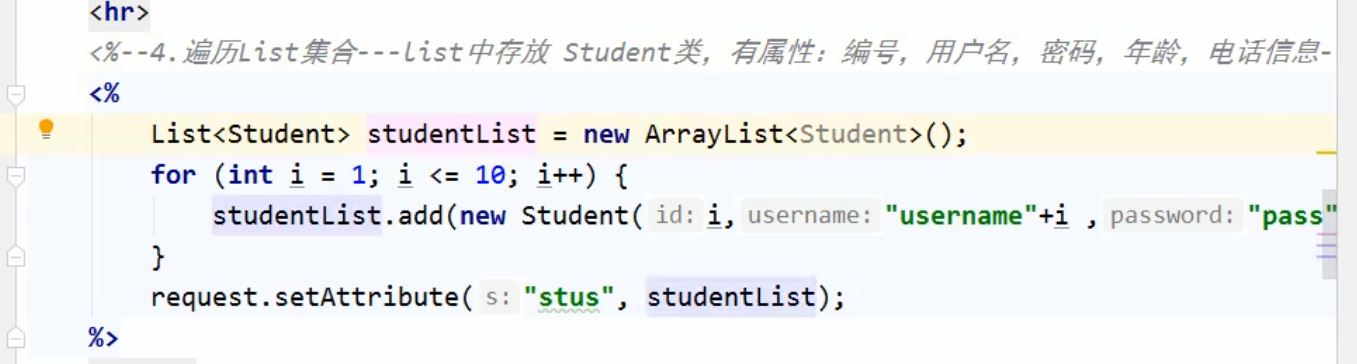 <hr>
<%--4.遍历List集合---list中存放 Student类，有属性：编号，用户名，密码，年龄，电话信息-
<%
List<Student> studentList = new ArrayList<Student>();
for (int i = 1; i <= 10; i++) {
studentList.add(new Student( id: i, username: "username"+i , password: "pass"
}
request.setAttribute( s: "stus", studentList);
%>